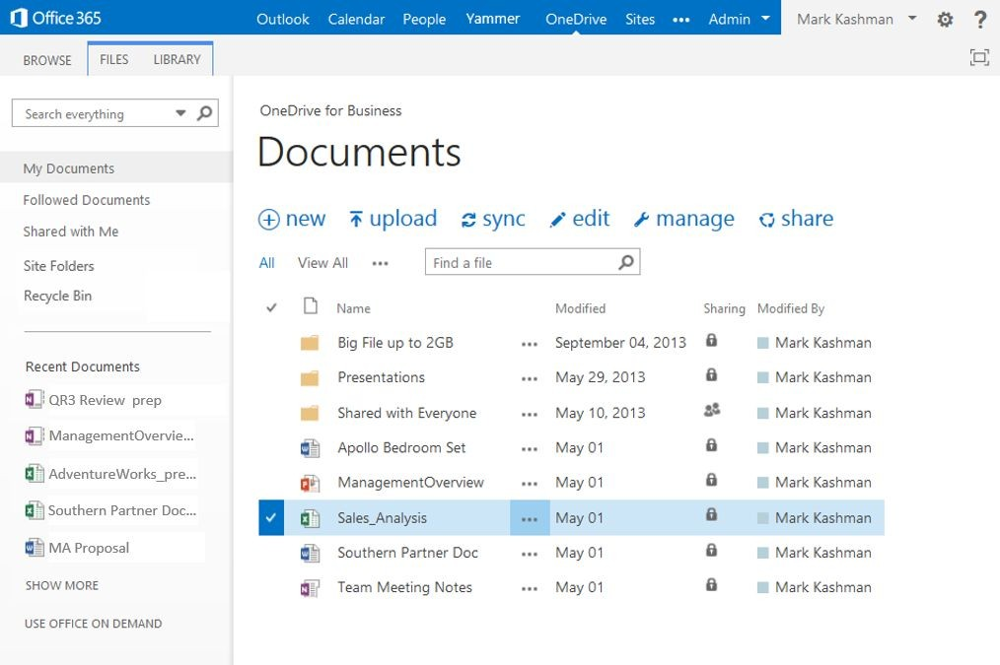 Office 365 Outlook Calendar People Yammer OneDrive Sites ... Admin Mark Kashman ?
BROWSE FILES LIBRARY
Search everything
My Documents
Followed Documents
Shared with Me
Site Folders
Recycle Bin
Recent Documents
QR3 Review prep
ManagementOvervie...
AdventureWorks_pre...
Southern Partner Doc...
MA Proposal
SHOW MORE
USE OFFICE ON DEMAND
OneDrive for Business
Documents
new upload sync edit manage share
All View All ... Find a file
Name Modified Sharing Modified By
Big File up to 2GB ... September 04, 2013 Mark Kashman
Presentations ... May 29, 2013 Mark Kashman
Shared with Everyone ... May 10, 2013 Mark Kashman
Apollo Bedroom Set ... May 01 Mark Kashman
ManagementOverview ... May 01 Mark Kashman
Sales_Analysis ... May 01 Mark Kashman
Southern Partner Doc ... May 01 Mark Kashman
Team Meeting Notes ... May 01 Mark Kashman